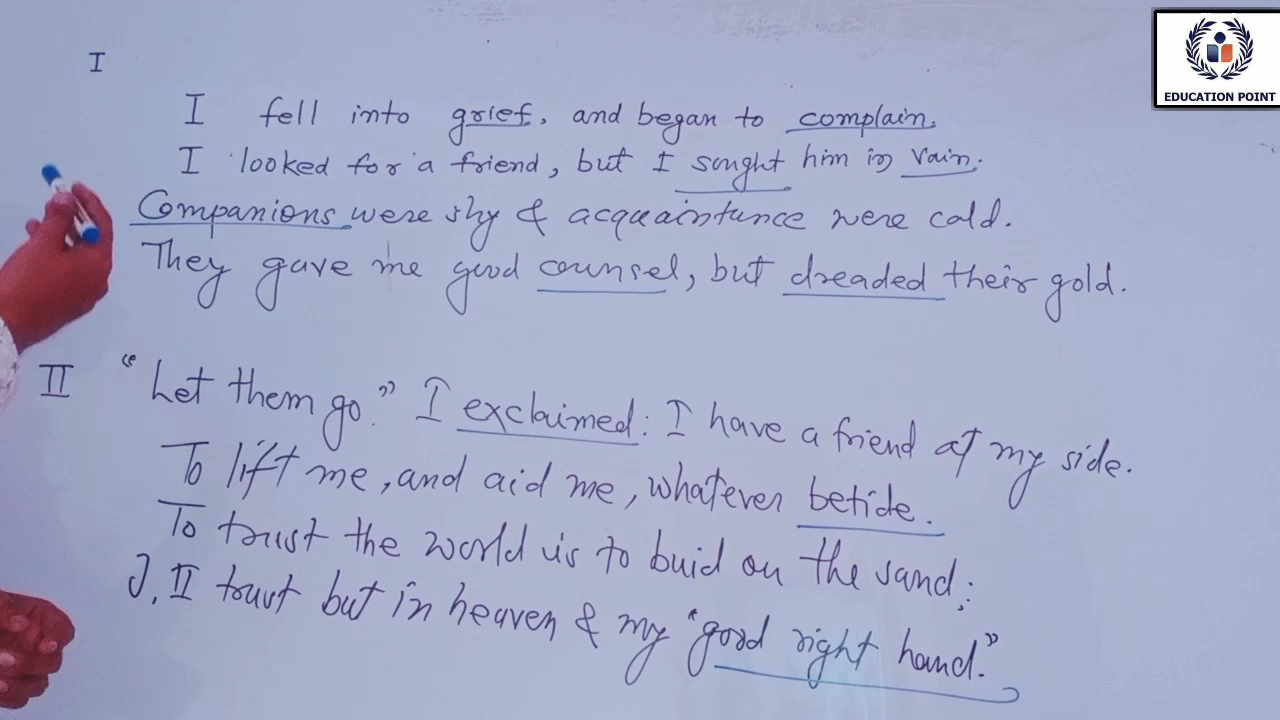 EDUCATION POINT
I
I fell into grief, and began to complain.
I looked for a friend, but I sought him in vain.
Companions were shy & acquaintance were cold.
They gave me good counsel, but dreaded their gold.
II "Let them go." I exclaimed: I have a friend at my side.
To lift me, and aid me, whatever betide.
To trust the world is to buid on the sand;
I, II trust but in heaven & my "good right hand."